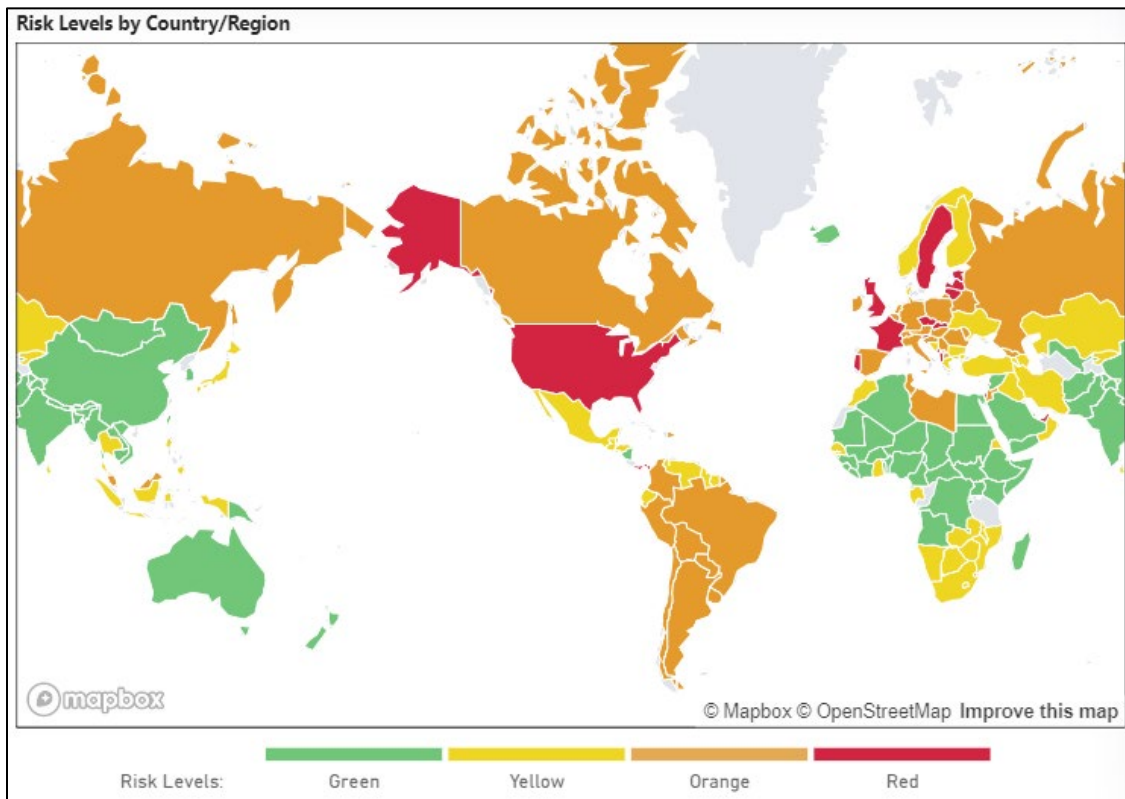 Risk Levels by Country/Region
mapbox
© Mapbox © OpenStreetMap Improve this map
Risk Levels:
Green
Yellow
Orange
Red